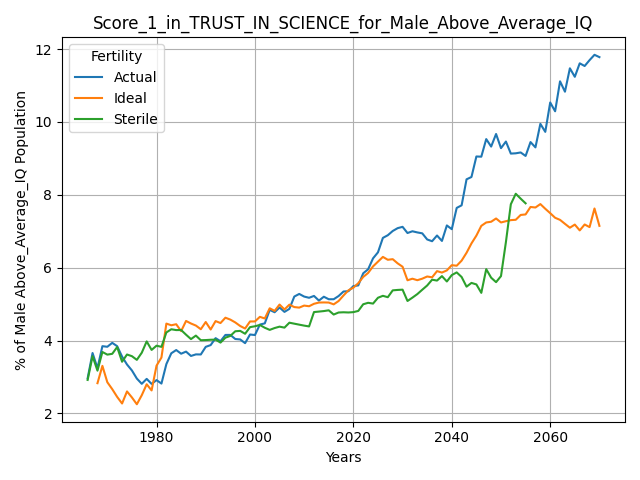 Score_1_in_TRUST_IN_SCIENCE_for_Male_Above_Average_IQ
Fertility
Actual
Ideal
Sterile
% of Male Above_Average_IQ Population
12
10
8
6
4
2
1980
2000
2020
2040
2060
Years